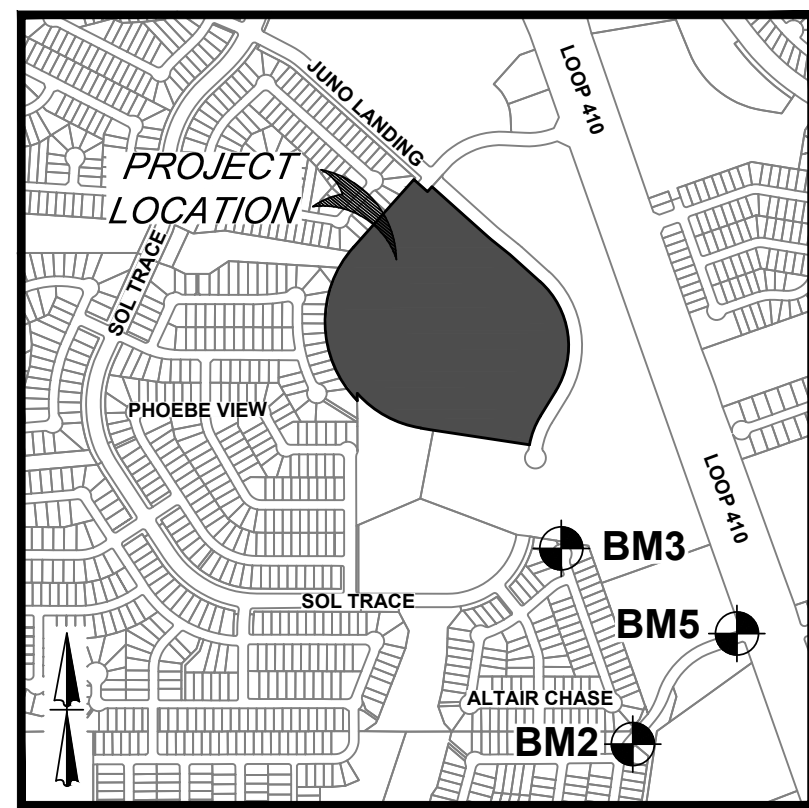 JUNO LANDING
LOOP 410
PROJECT
LOCATION
SOL TRACE
PHOEBE VIEW
LOOP 410
BM3
SOL TRACE
BM5
ALTAIR CHASE
BM2